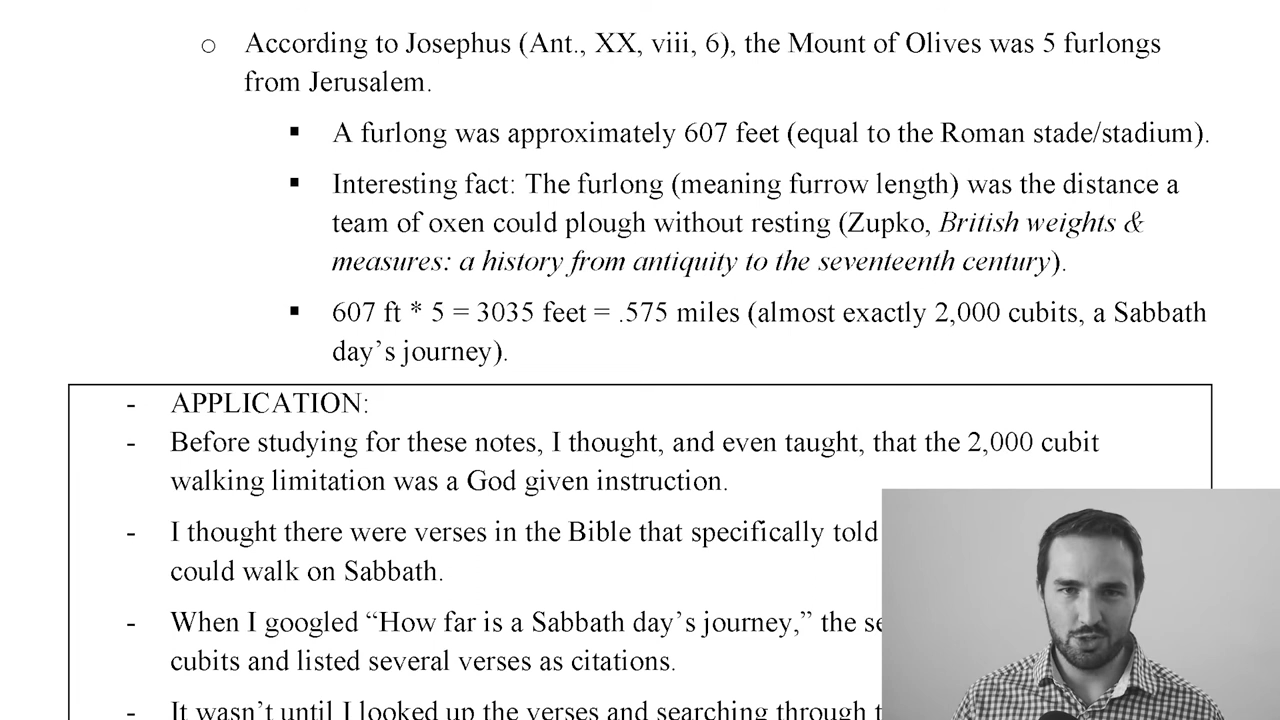 ○ According to Josephus (Ant., XX, viii, 6), the Mount of Olives was 5 furlongs
from Jerusalem.
▪ A furlong was approximately 607 feet (equal to the Roman stade/stadium).
▪ Interesting fact: The furlong (meaning furrow length) was the distance a
team of oxen could plough without resting (Zupko, British weights &
measures: a history from antiquity to the seventeenth century).
▪ 607 ft * 5 = 3035 feet = .575 miles (almost exactly 2,000 cubits, a Sabbath
day’s journey).
- APPLICATION:
- Before studying for these notes, I thought, and even taught, that the 2,000 cubit
walking limitation was a God given instruction.
- I thought there were verses in the Bible that specifically told
could walk on Sabbath.
- When I googled “How far is a Sabbath day’s journey,” the
cubits and listed several verses as citations.
- It wasn’t until I looked up the verses and searching through